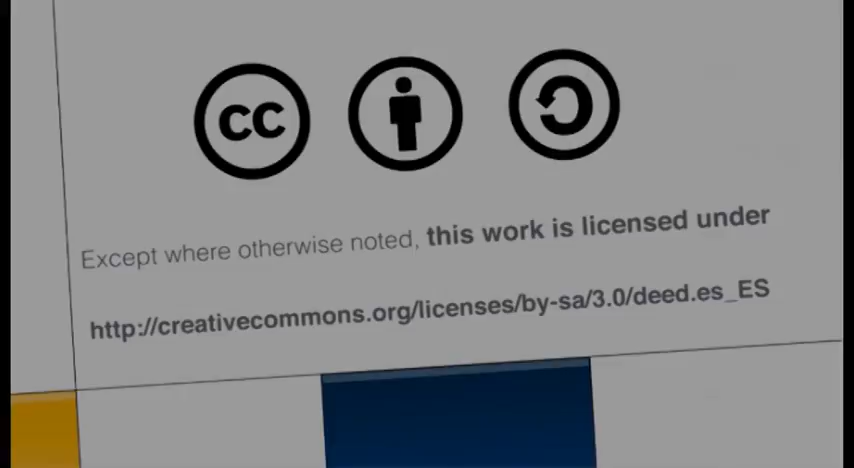 cc
Except where otherwise noted, this work is licensed under
http://creativecommons.org/licenses/by-sa/3.0/deed.es_ES